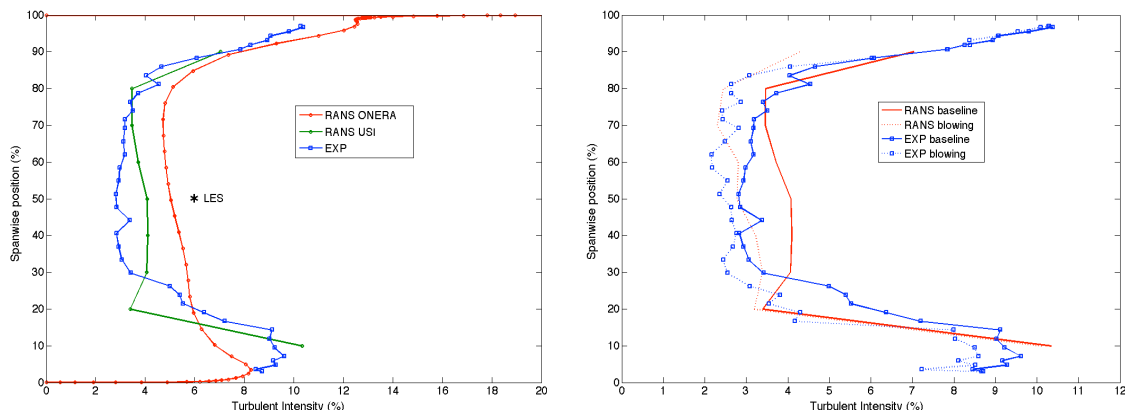 100
90
80
70
60
50
40
30
20
10
0
Spanwise position (%)
0 2 4 6 8 10 12 14 16 18 20
Turbulent Intensity (%)
RANS ONERA
RANS USI
EXP
* LES
100
90
80
70
60
50
40
30
20
10
0
Spanwise position (%)
0 1 2 3 4 5 6 7 8 9 10 11 12
Turbulent Intensity (%)
RANS baseline
RANS blowing
EXP baseline
EXP blowing